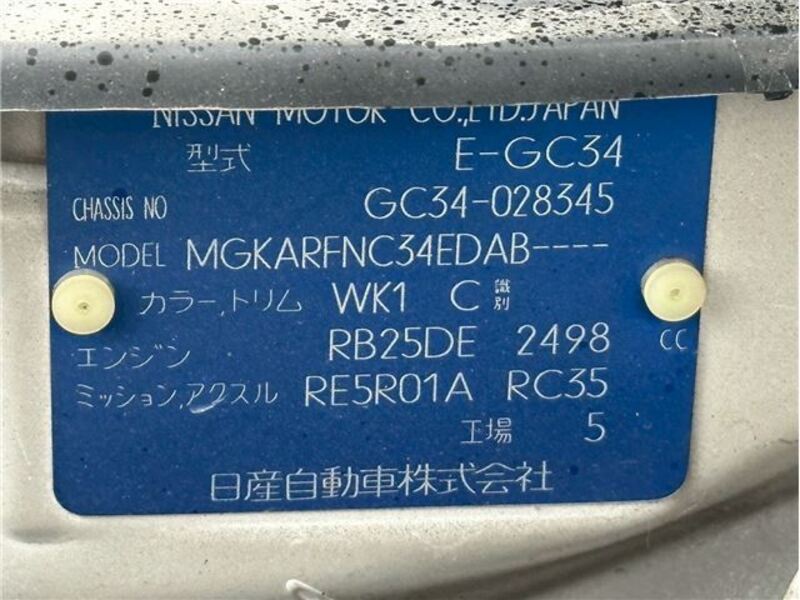 NISSAN MOTOR CO.,LTD.JAPAN
型式 E-GC34
CHASSIS NO GC34-028345
MODEL MGKARFNC34EDAB----
カラー,トリム WK1 C 識別
エンジン RB25DE 2498 CC
ミッション,アクスル RE5R01A RC35
工場 5
日産自動車株式会社